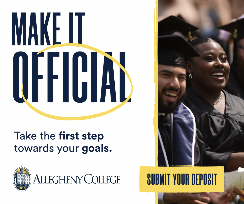 MAKE IT
OFFICIAL
Take the first step
towards your goals.
ALLEGHENY COLLEGE
SUBMIT YOUR DEPOSIT